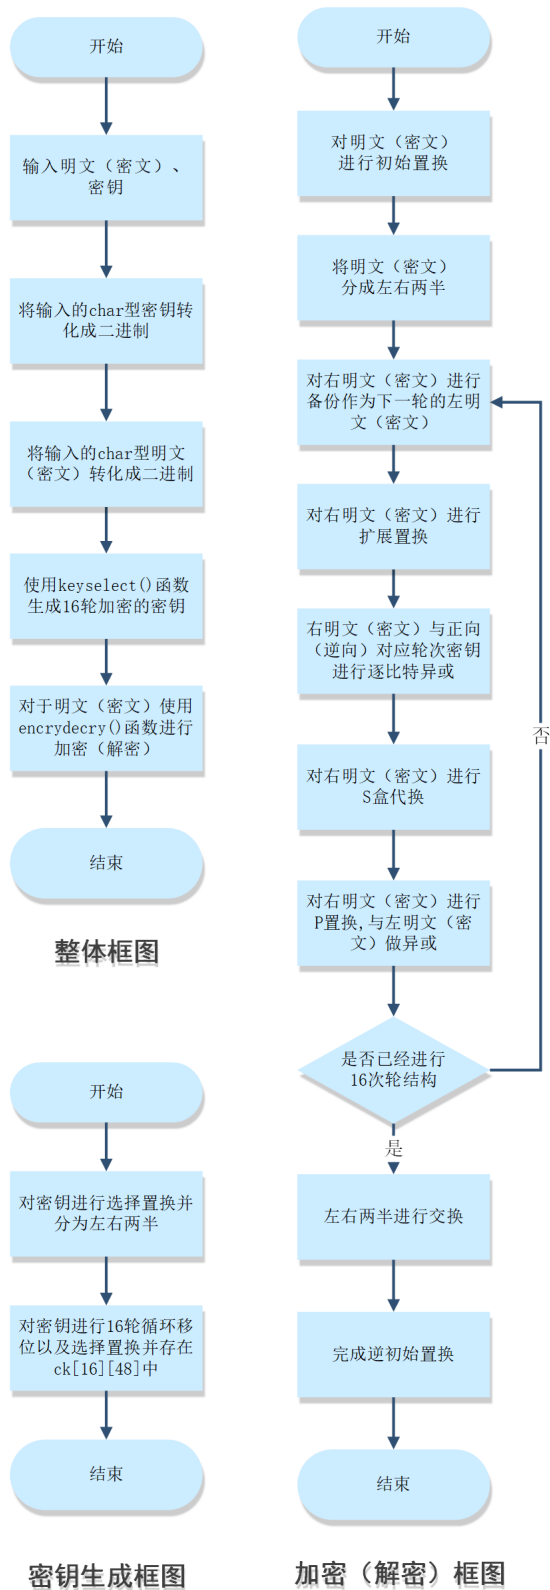 开始
输入明文（密文）、
密钥
将输入的char型密钥转
化成二进制
将输入的char型明文
（密文）转化成二进制
使用keyselect()函数
生成16轮加密的密钥
对于明文（密文）使用
encrydecry()函数进行
加密（解密）
结束
整体框图
开始
对密钥进行选择置换并
分为左右两半
对密钥进行16轮循环移
位以及选择置换并存在
ck[16][48]中
结束
密钥生成框图
开始
对明文（密文）
进行初始置换
将明文（密文）
分成左右两半
对右明文（密文）进行
备份作为下一轮的左明
文（密文）
对右明文（密文）进行
扩展置换
右明文（密文）与正向
（逆向）对应轮次密钥
进行逐比特异或
对右明文（密文）进行
S盒代换
对右明文（密文）进行
P置换,与左明文（密
文）做异或
是否已经进行
16次轮结构
否
是
左右两半进行交换
完成逆初始置换
结束
加密（解密）框图